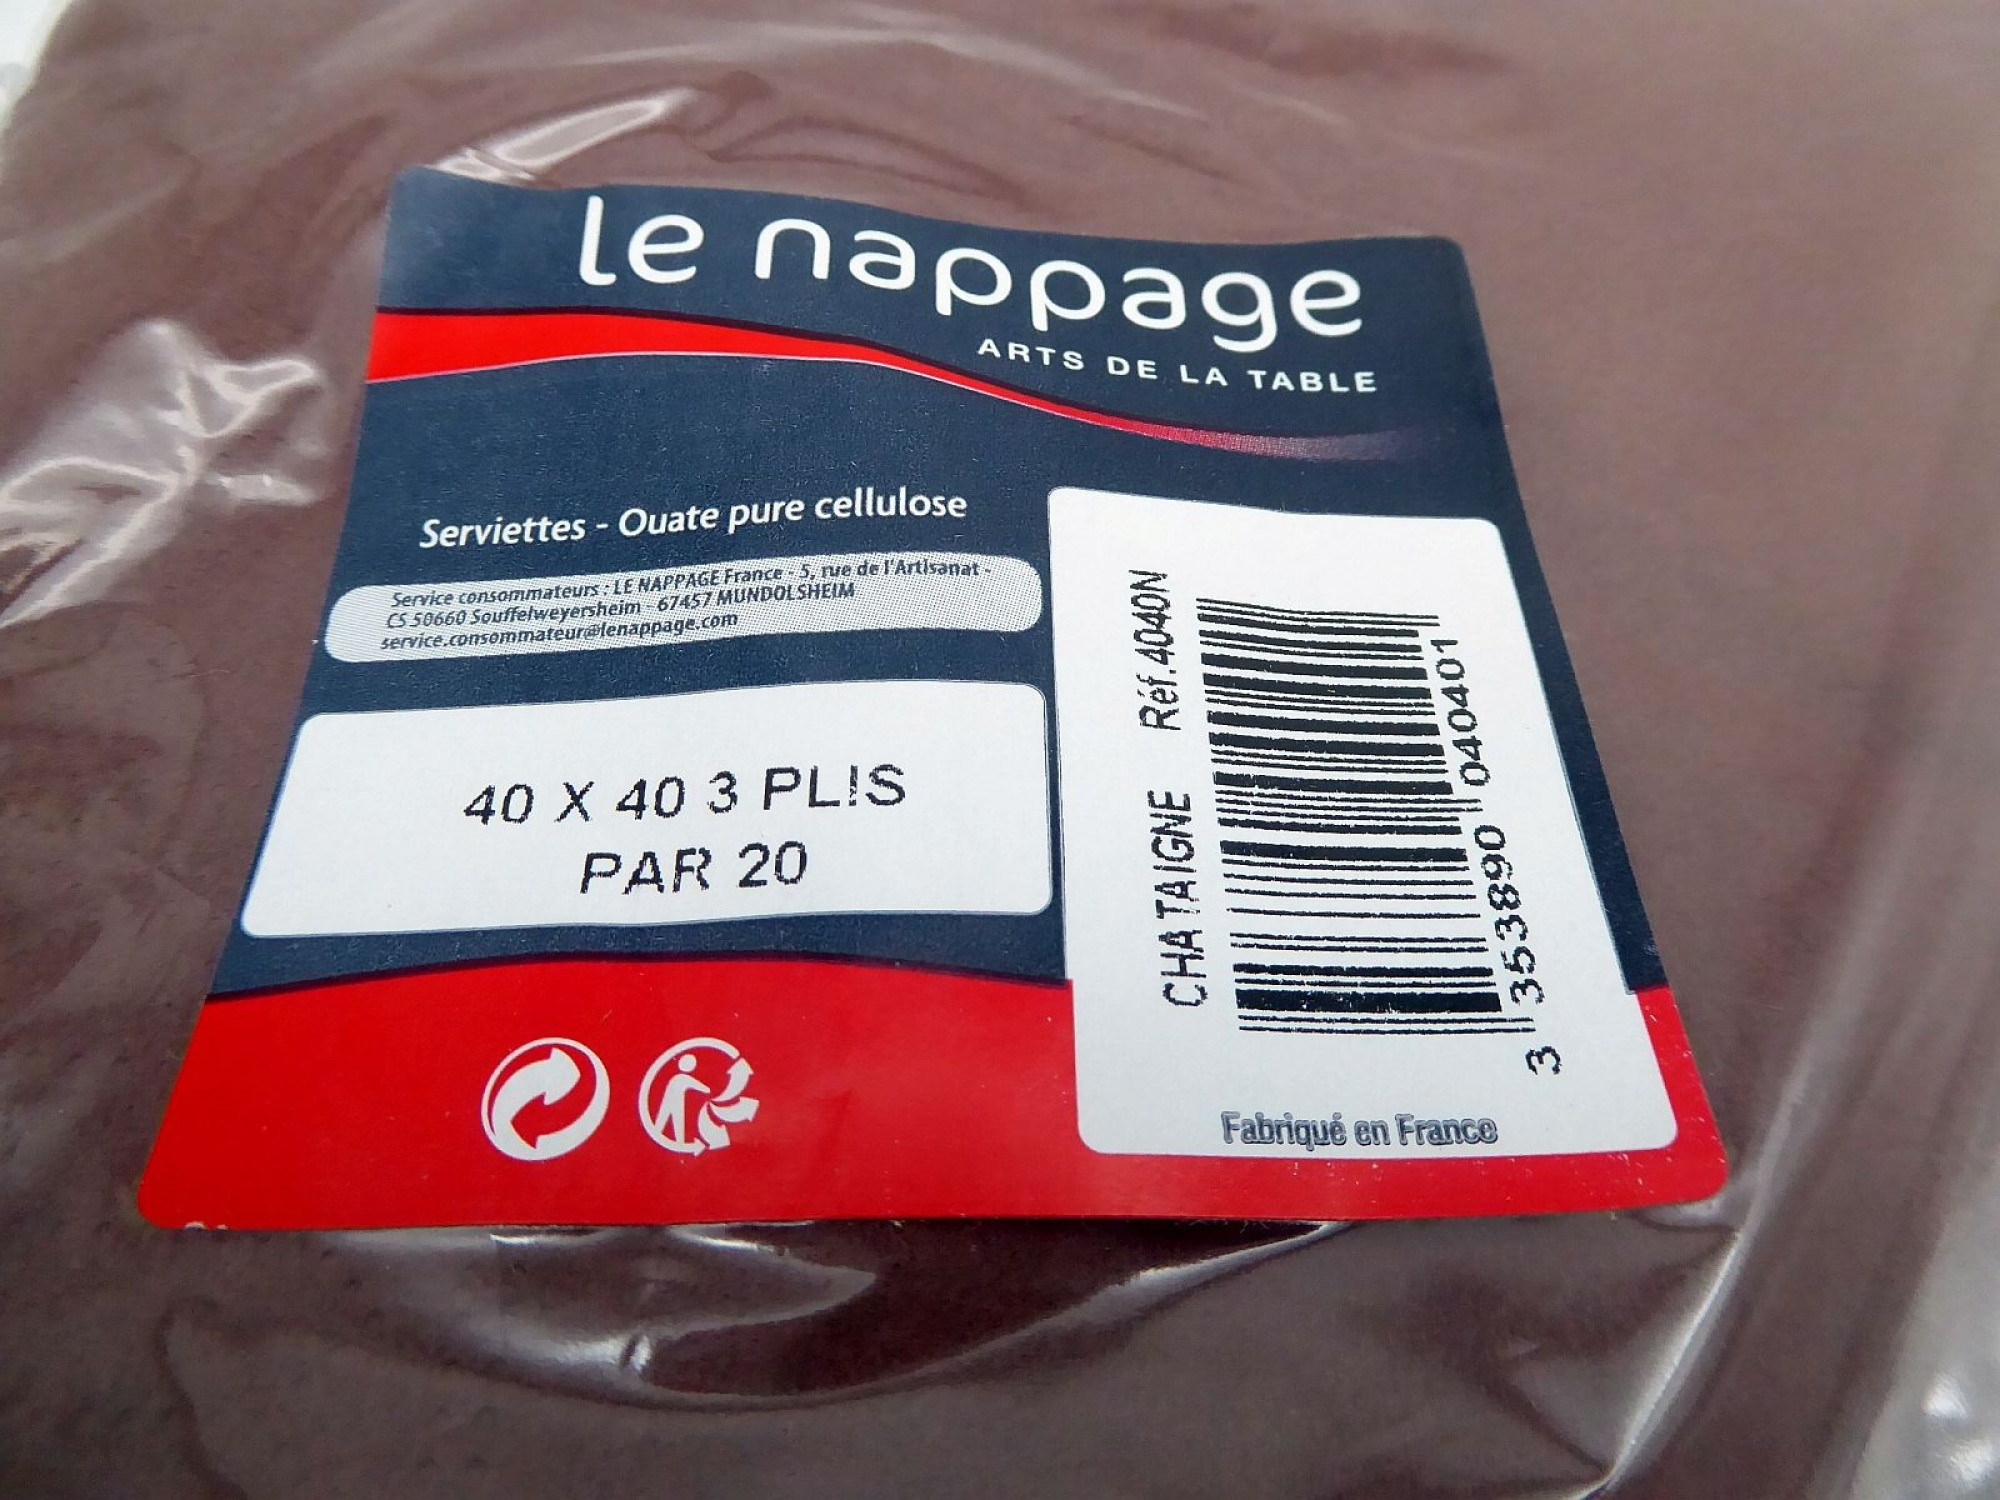 le nappage
ARTS DE LA TABLE
Serviettes - Ouate pure cellulose
Service consommateurs : LE NAPPAGE France - 5, rue de l'Artisanat -
CS 50660 Souffelweyersheim - 67457 MUNDOLSHEIM
service.consommateur@lenappage.com
40 X 40 3 PLIS
PAR 20
CHATAIGNE Réf.4040N
3 353890 040401
Fabriqué en France